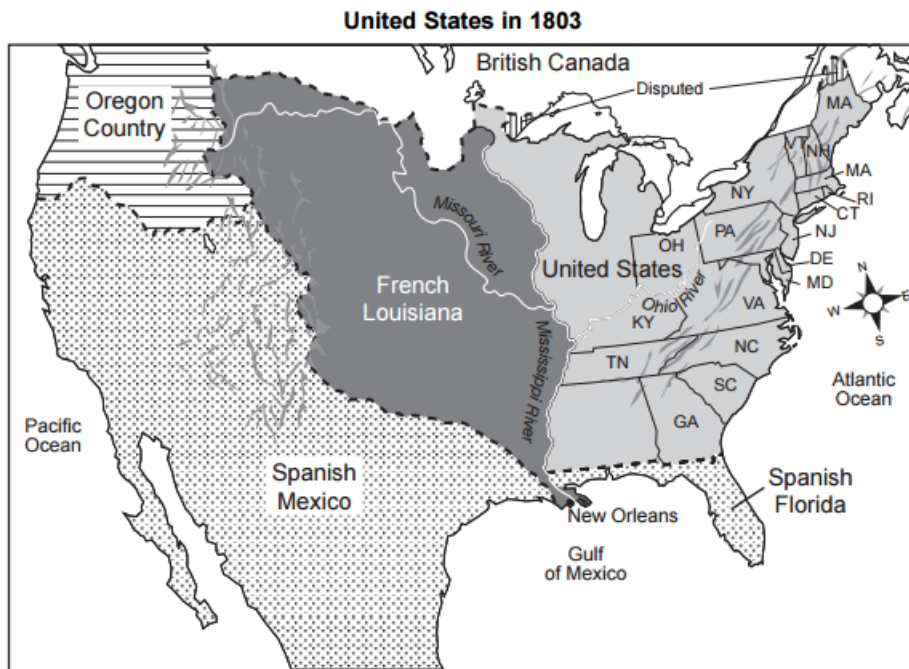 United States in 1803
British Canada
Disputed
Oregon
Country
MA
VT
NH
MA
NY
RI
CT
PA
NJ
OH
DE
MD
Missouri River
United States
French
Louisiana
Ohio River
VA
KY
N
W
E
S
Mississippi River
NC
TN
SC
Atlantic
Ocean
GA
Pacific
Ocean
Spanish
Mexico
Spanish
Florida
New Orleans
Gulf
of Mexico